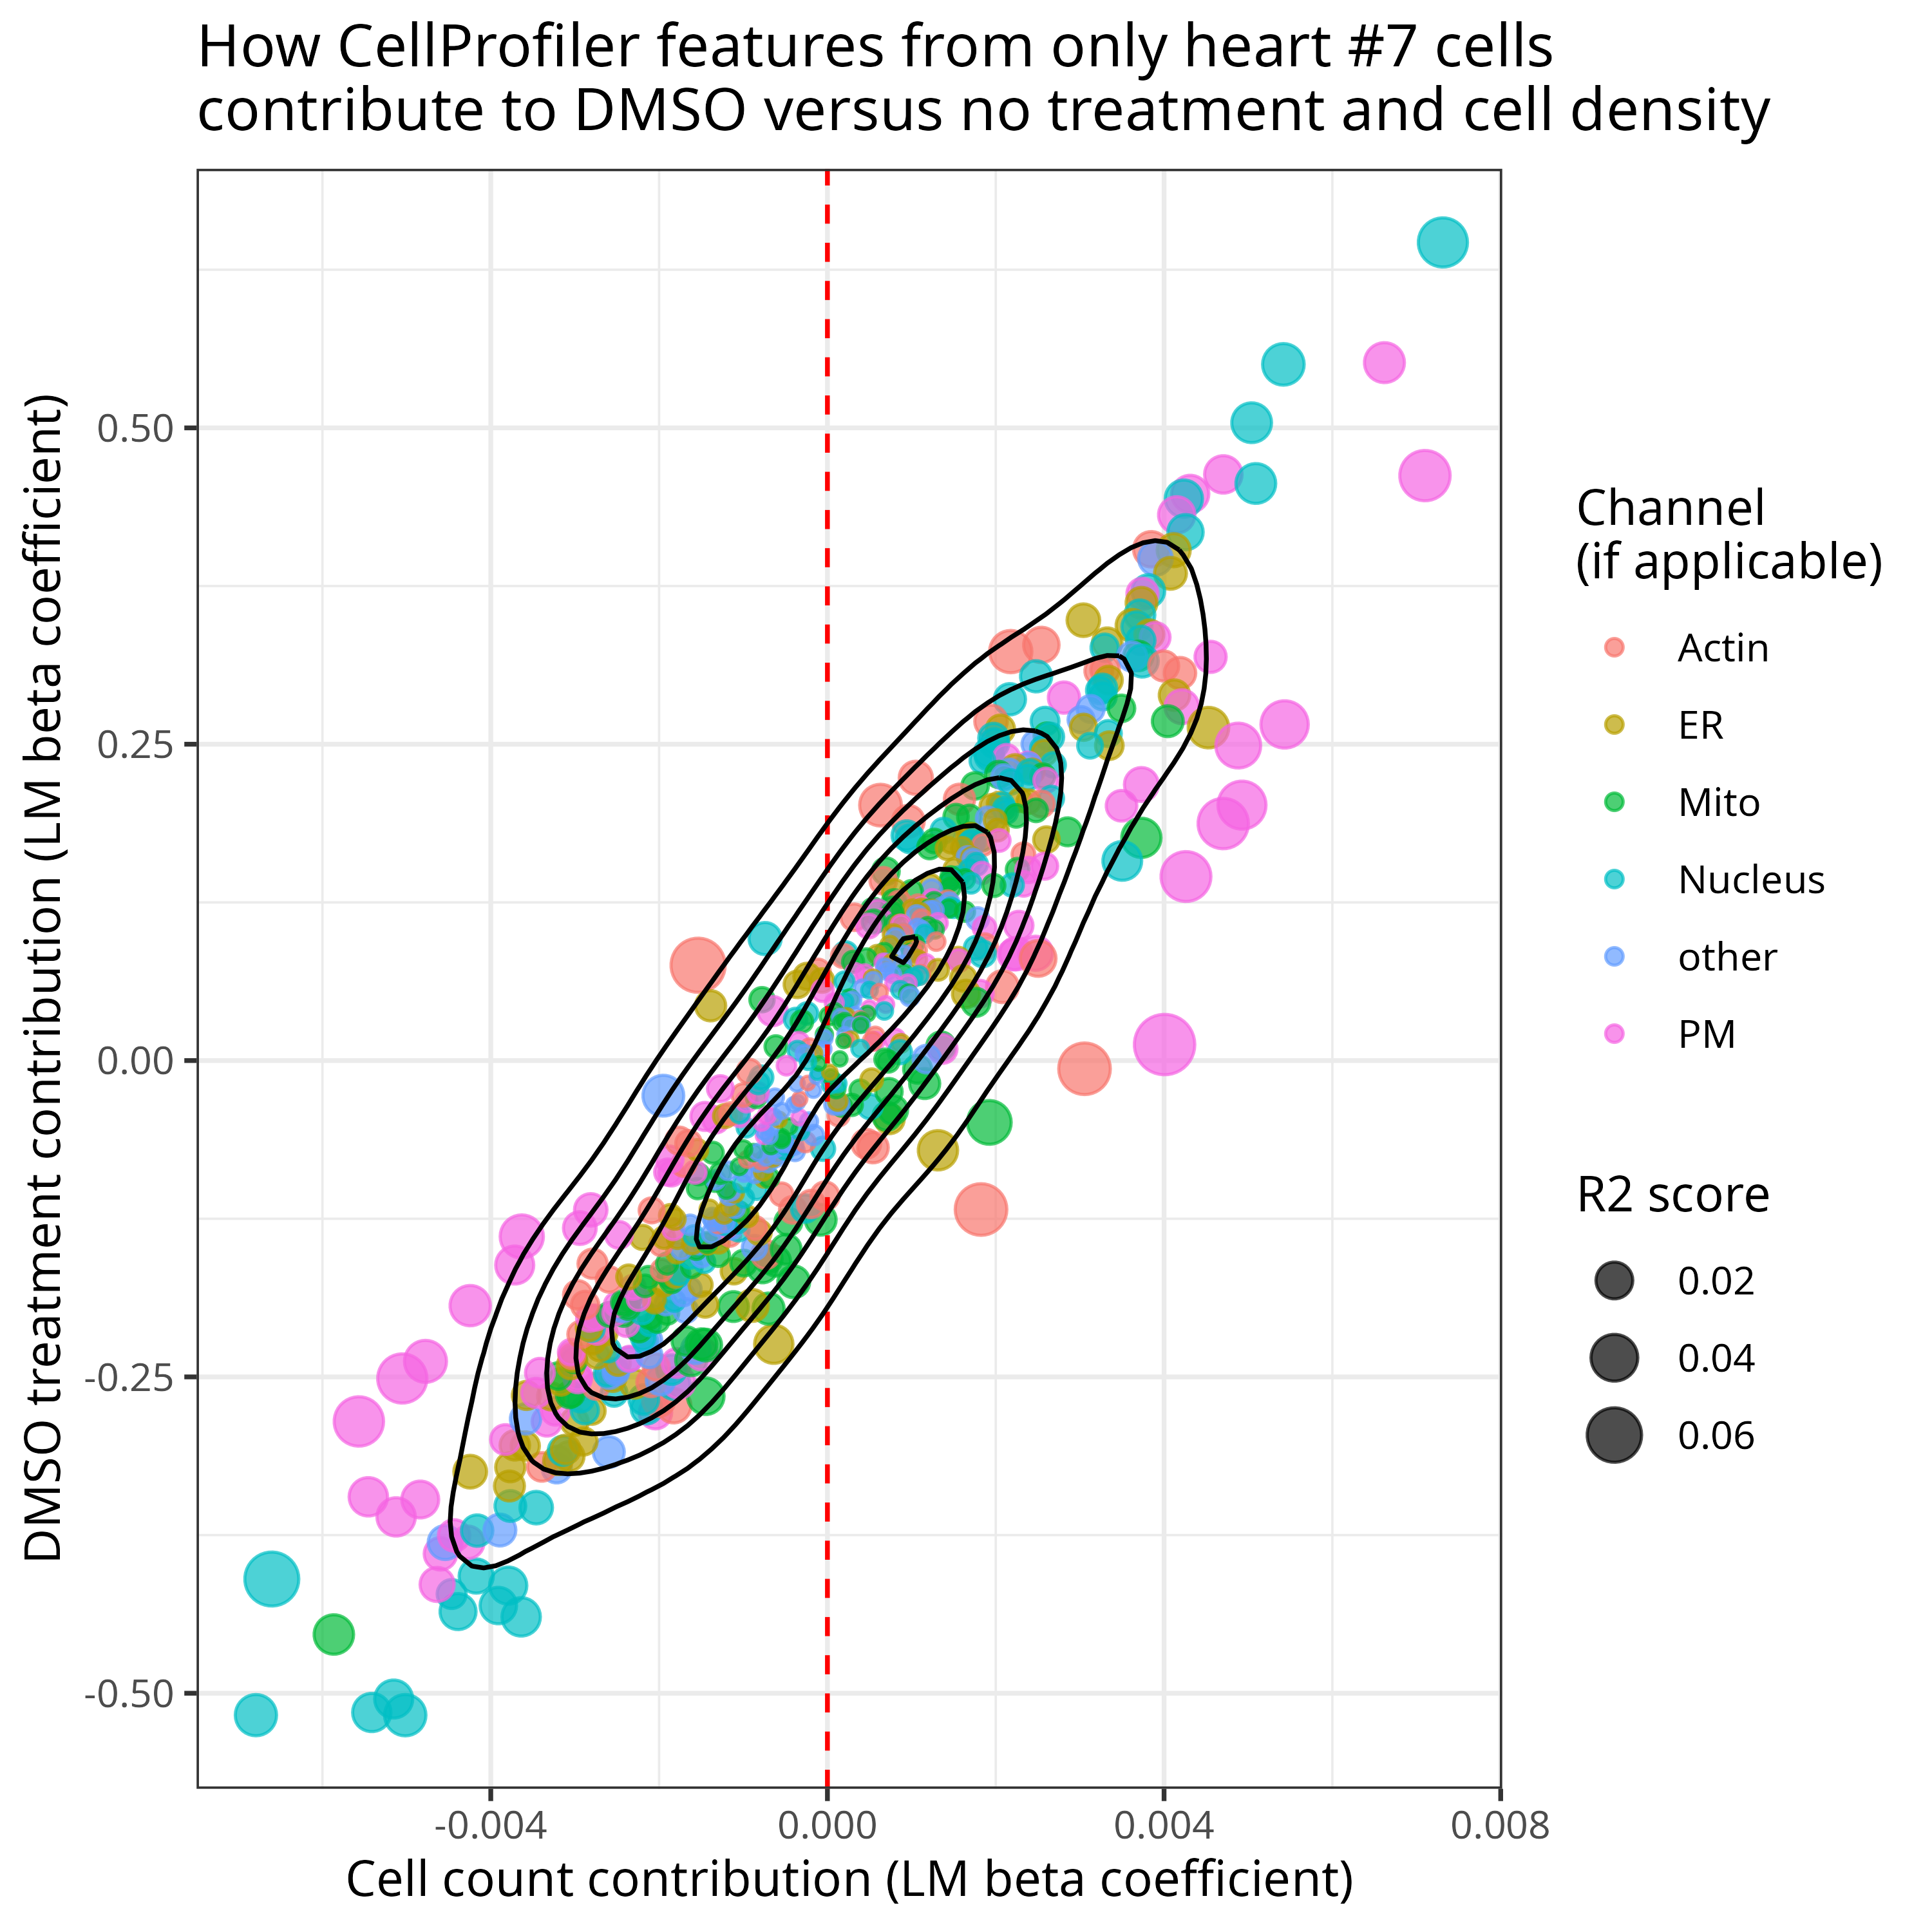 How CellProfiler features from only heart #7 cells
contribute to DMSO versus no treatment and cell density
DMSO treatment contribution (LM beta coefficient)
0.50
0.25
0.00
-0.25
-0.50
-0.004
0.000
0.004
0.008
Cell count contribution (LM beta coefficient)
Channel
(if applicable)
Actin
ER
Mito
Nucleus
other
PM
R2 score
0.02
0.04
0.06